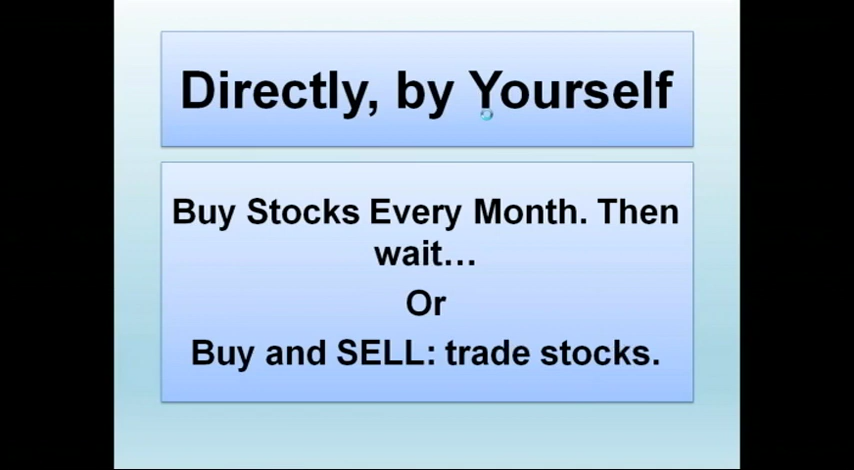 Directly, by Yourself
Buy Stocks Every Month. Then
wait...
Or
Buy and SELL: trade stocks.